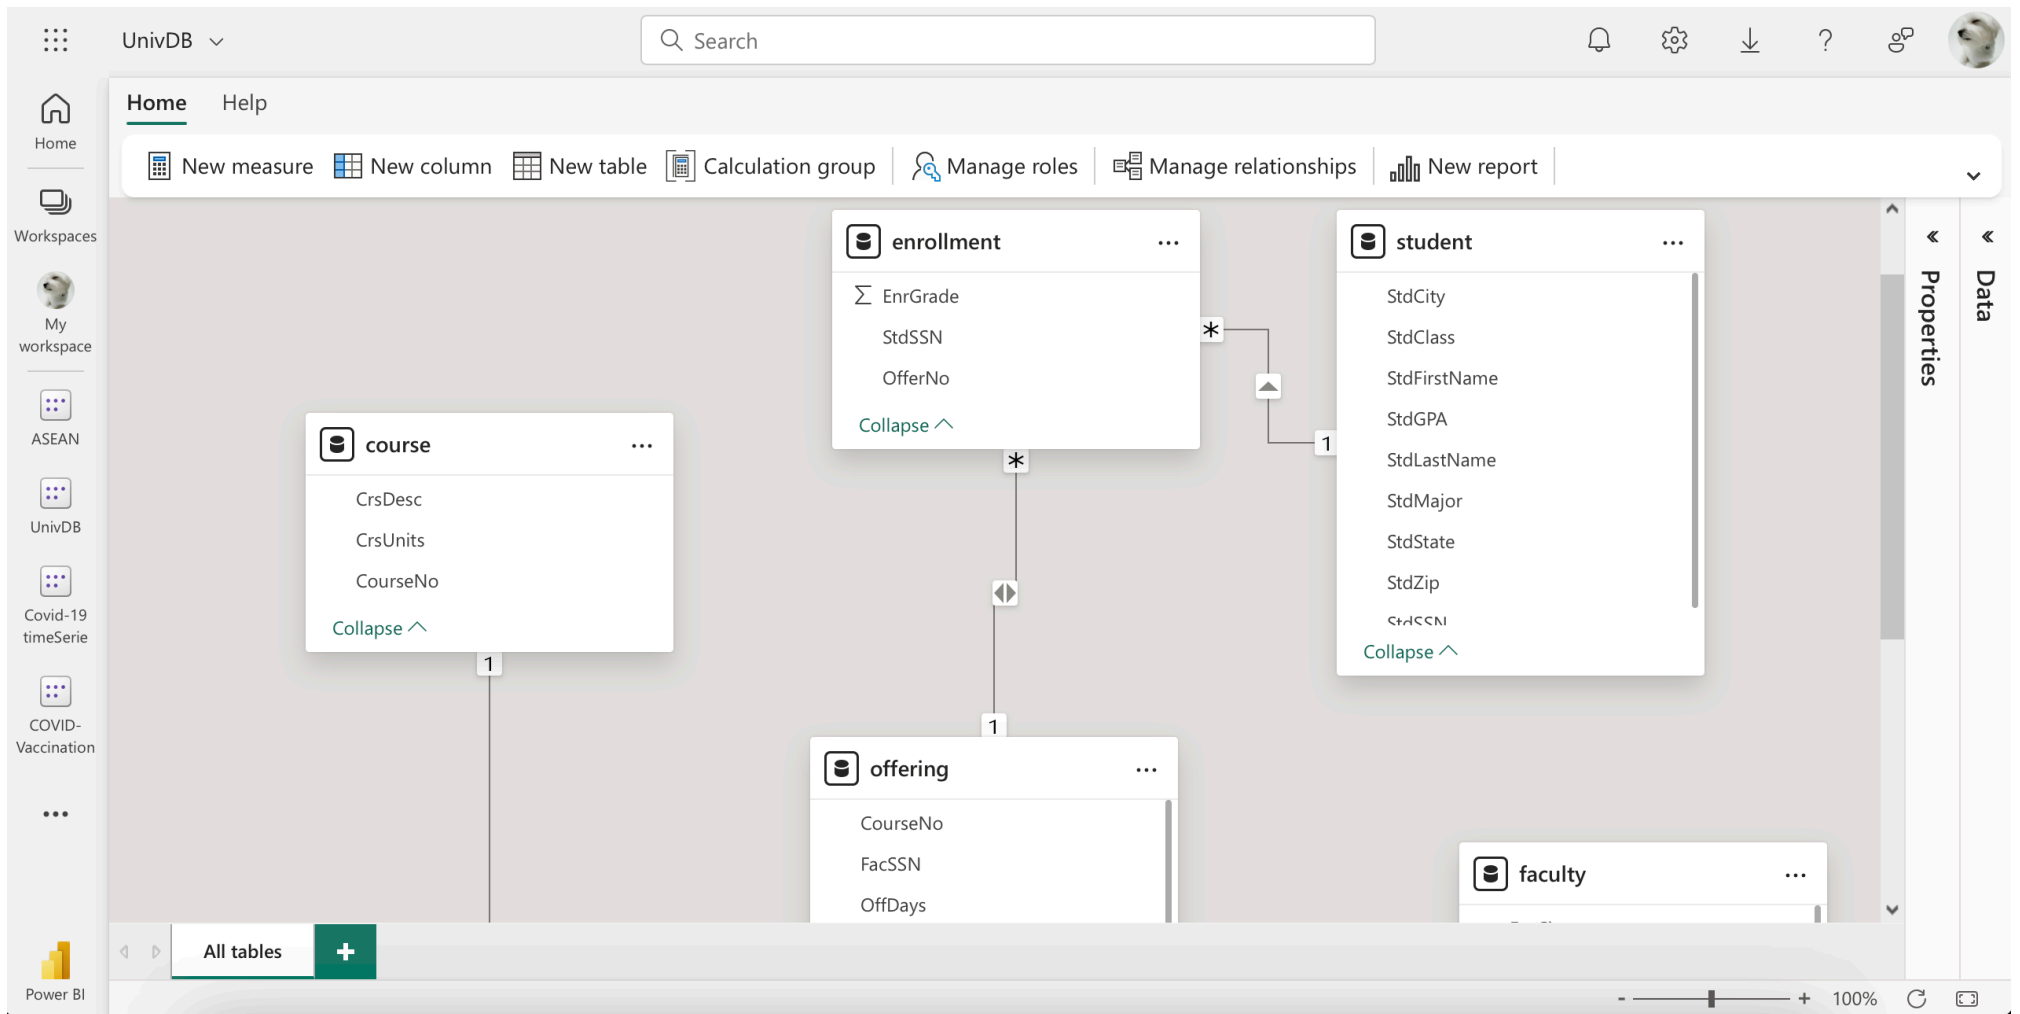 UnivDB
Search
Home
Help
Home
Workspaces
My
workspace
ASEAN
UnivDB
Covid-19
timeSerie
COVID-
Vaccination
Power BI
New measure
New column
New table
Calculation group
Manage roles
Manage relationships
New report
enrollment
Σ EnrGrade
StdSSN
OfferNo
Collapse
*
*
1
student
StdCity
StdClass
StdFirstName
StdGPA
StdLastName
StdMajor
StdState
StdZip
StdSSN
Collapse
course
CrsDesc
CrsUnits
CourseNo
Collapse
1
1
offering
CourseNo
FacSSN
OffDays
faculty
Properties
Data
All tables
+
- + 100%